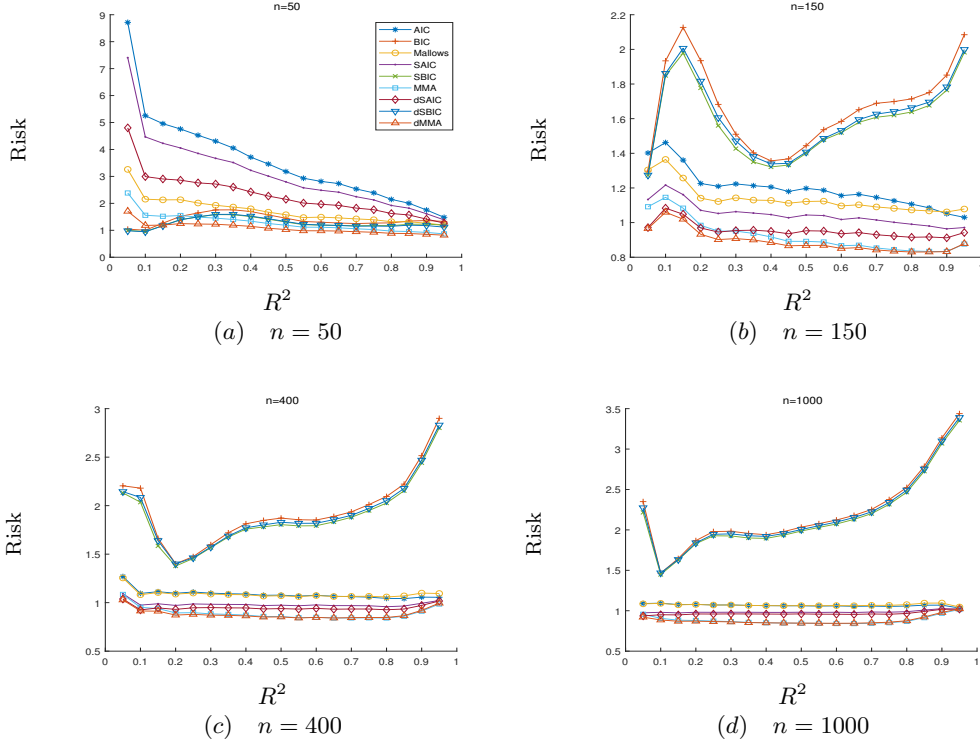 n=50
9
8
7
6
5
4
3
2
1
0
Risk
AIC
BIC
Mallows
SAIC
SBIC
MMA
dSAIC
dSBIC
dMMA
0 0.1 0.2 0.3 0.4 0.5 0.6 0.7 0.8 0.9 1
R²
(a) n = 50
n=150
2.2
2
1.8
1.6
1.4
1.2
1
0.8
Risk
0 0.1 0.2 0.3 0.4 0.5 0.6 0.7 0.8 0.9 1
R²
(b) n = 150
n=400
3
2.5
2
1.5
1
0.5
Risk
0 0.1 0.2 0.3 0.4 0.5 0.6 0.7 0.8 0.9 1
R²
(c) n = 400
n=1000
3.5
3
2.5
2
1.5
1
0.5
Risk
0 0.1 0.2 0.3 0.4 0.5 0.6 0.7 0.8 0.9 1
R²
(d) n = 1000